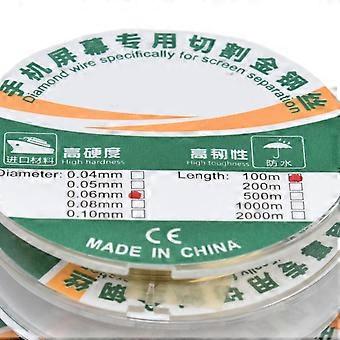 手机屏幕专用切割金钢丝
Diamond wire specifically for screen separation
进口材料
高硬度
High hardness
高韧性
High toughness
防水
Diameter: 0.04mm
0.05mm
0.06mm
0.08mm
0.10mm
Length: 100m
200m
500m
1000m
2000m
CE
MADE IN CHINA